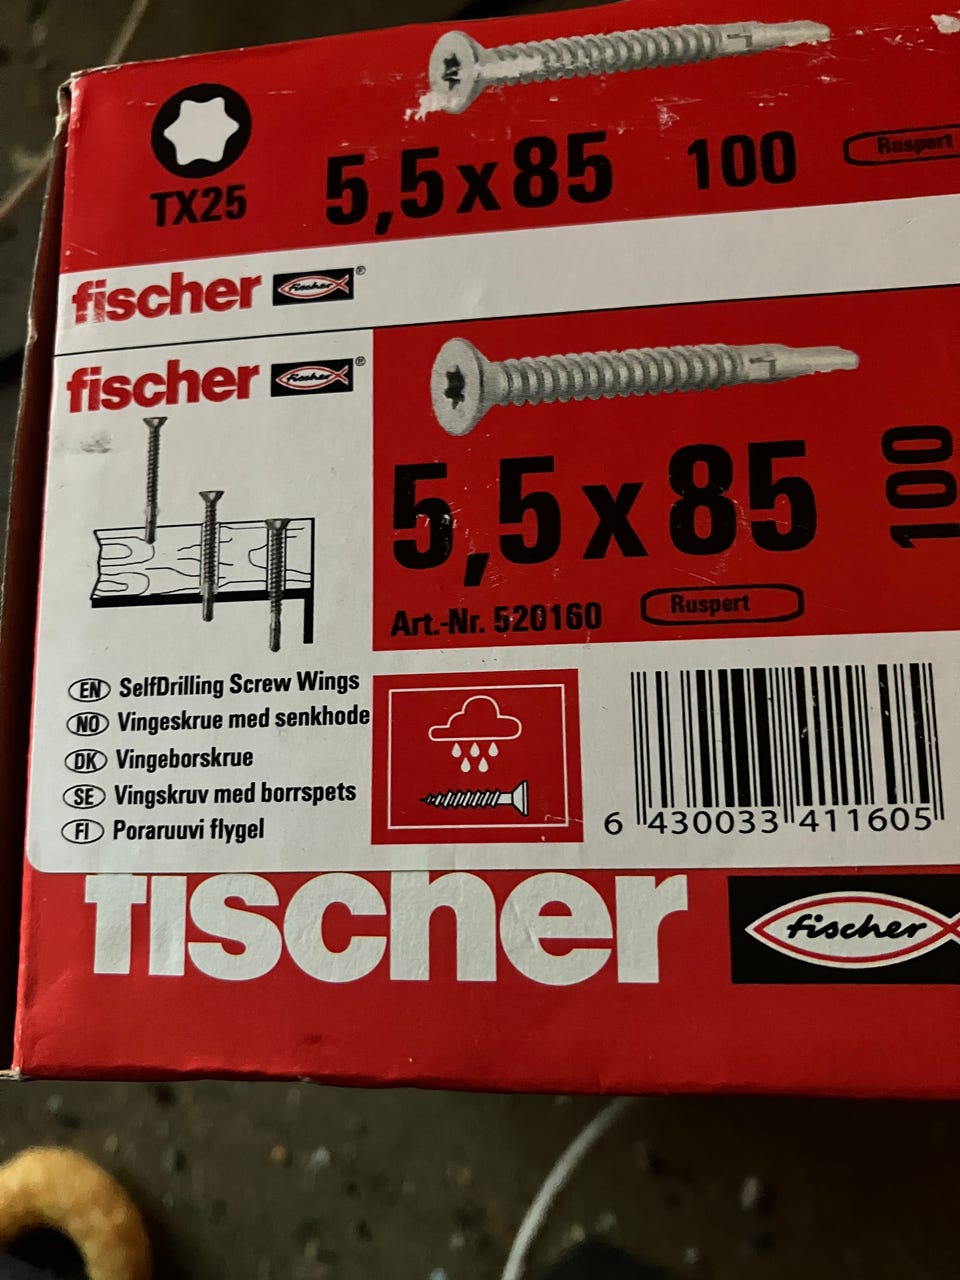 TX25
5,5x85 100 Ruspert
fischer fischer®
fischer fischer®
5,5x85 100
Art.-Nr. 520160 Ruspert
EN SelfDrilling Screw Wings
NO Vingeskrue med senkhode
DK Vingeborskrue
SE Vingskruv med borrspets
FI Poraruuvi flygel
6 430033 411605
fischer fischer